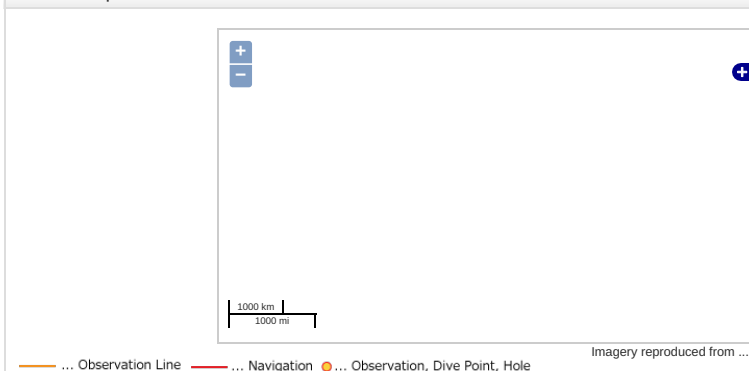 +
−
+
1000 km
1000 mi
Imagery reproduced from ...
... Observation Line ... Navigation ... Observation, Dive Point, Hole